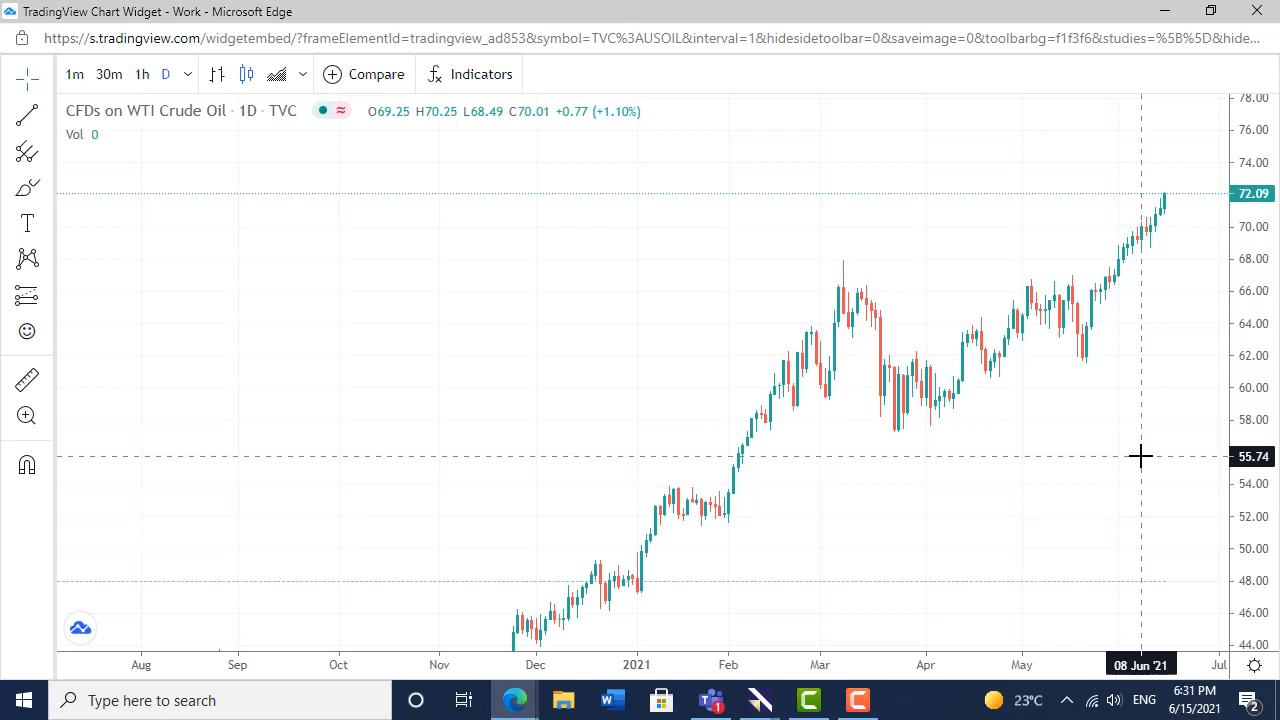 TradingView Chart Widget - Work - Microsoft Edge
https://s.tradingview.com/widgetembed/?frameElementId=tradingview_ad853&symbol=TVC%3AUSOIL&interval=1&hidesidetoolbar=0&saveimage=0&toolbarbg=f1f3f6&studies=%5B%5D&hide...
1m 30m 1h D Compare Indicators
CFDs on WTI Crude Oil · 1D · TVC O69.25 H70.25 L68.49 C70.01 +0.77 (+1.10%)
Vol 0
78.00
76.00
74.00
72.09
70.00
68.00
66.00
64.00
62.00
60.00
58.00
55.74
54.00
52.00
50.00
48.00
46.00
44.00
Aug Sep Oct Nov Dec 2021 Feb Mar Apr May 08 Jun '21 Jul
Type here to search W T 1 C C 23°C ENG 6:31 PM
6/15/2021 2